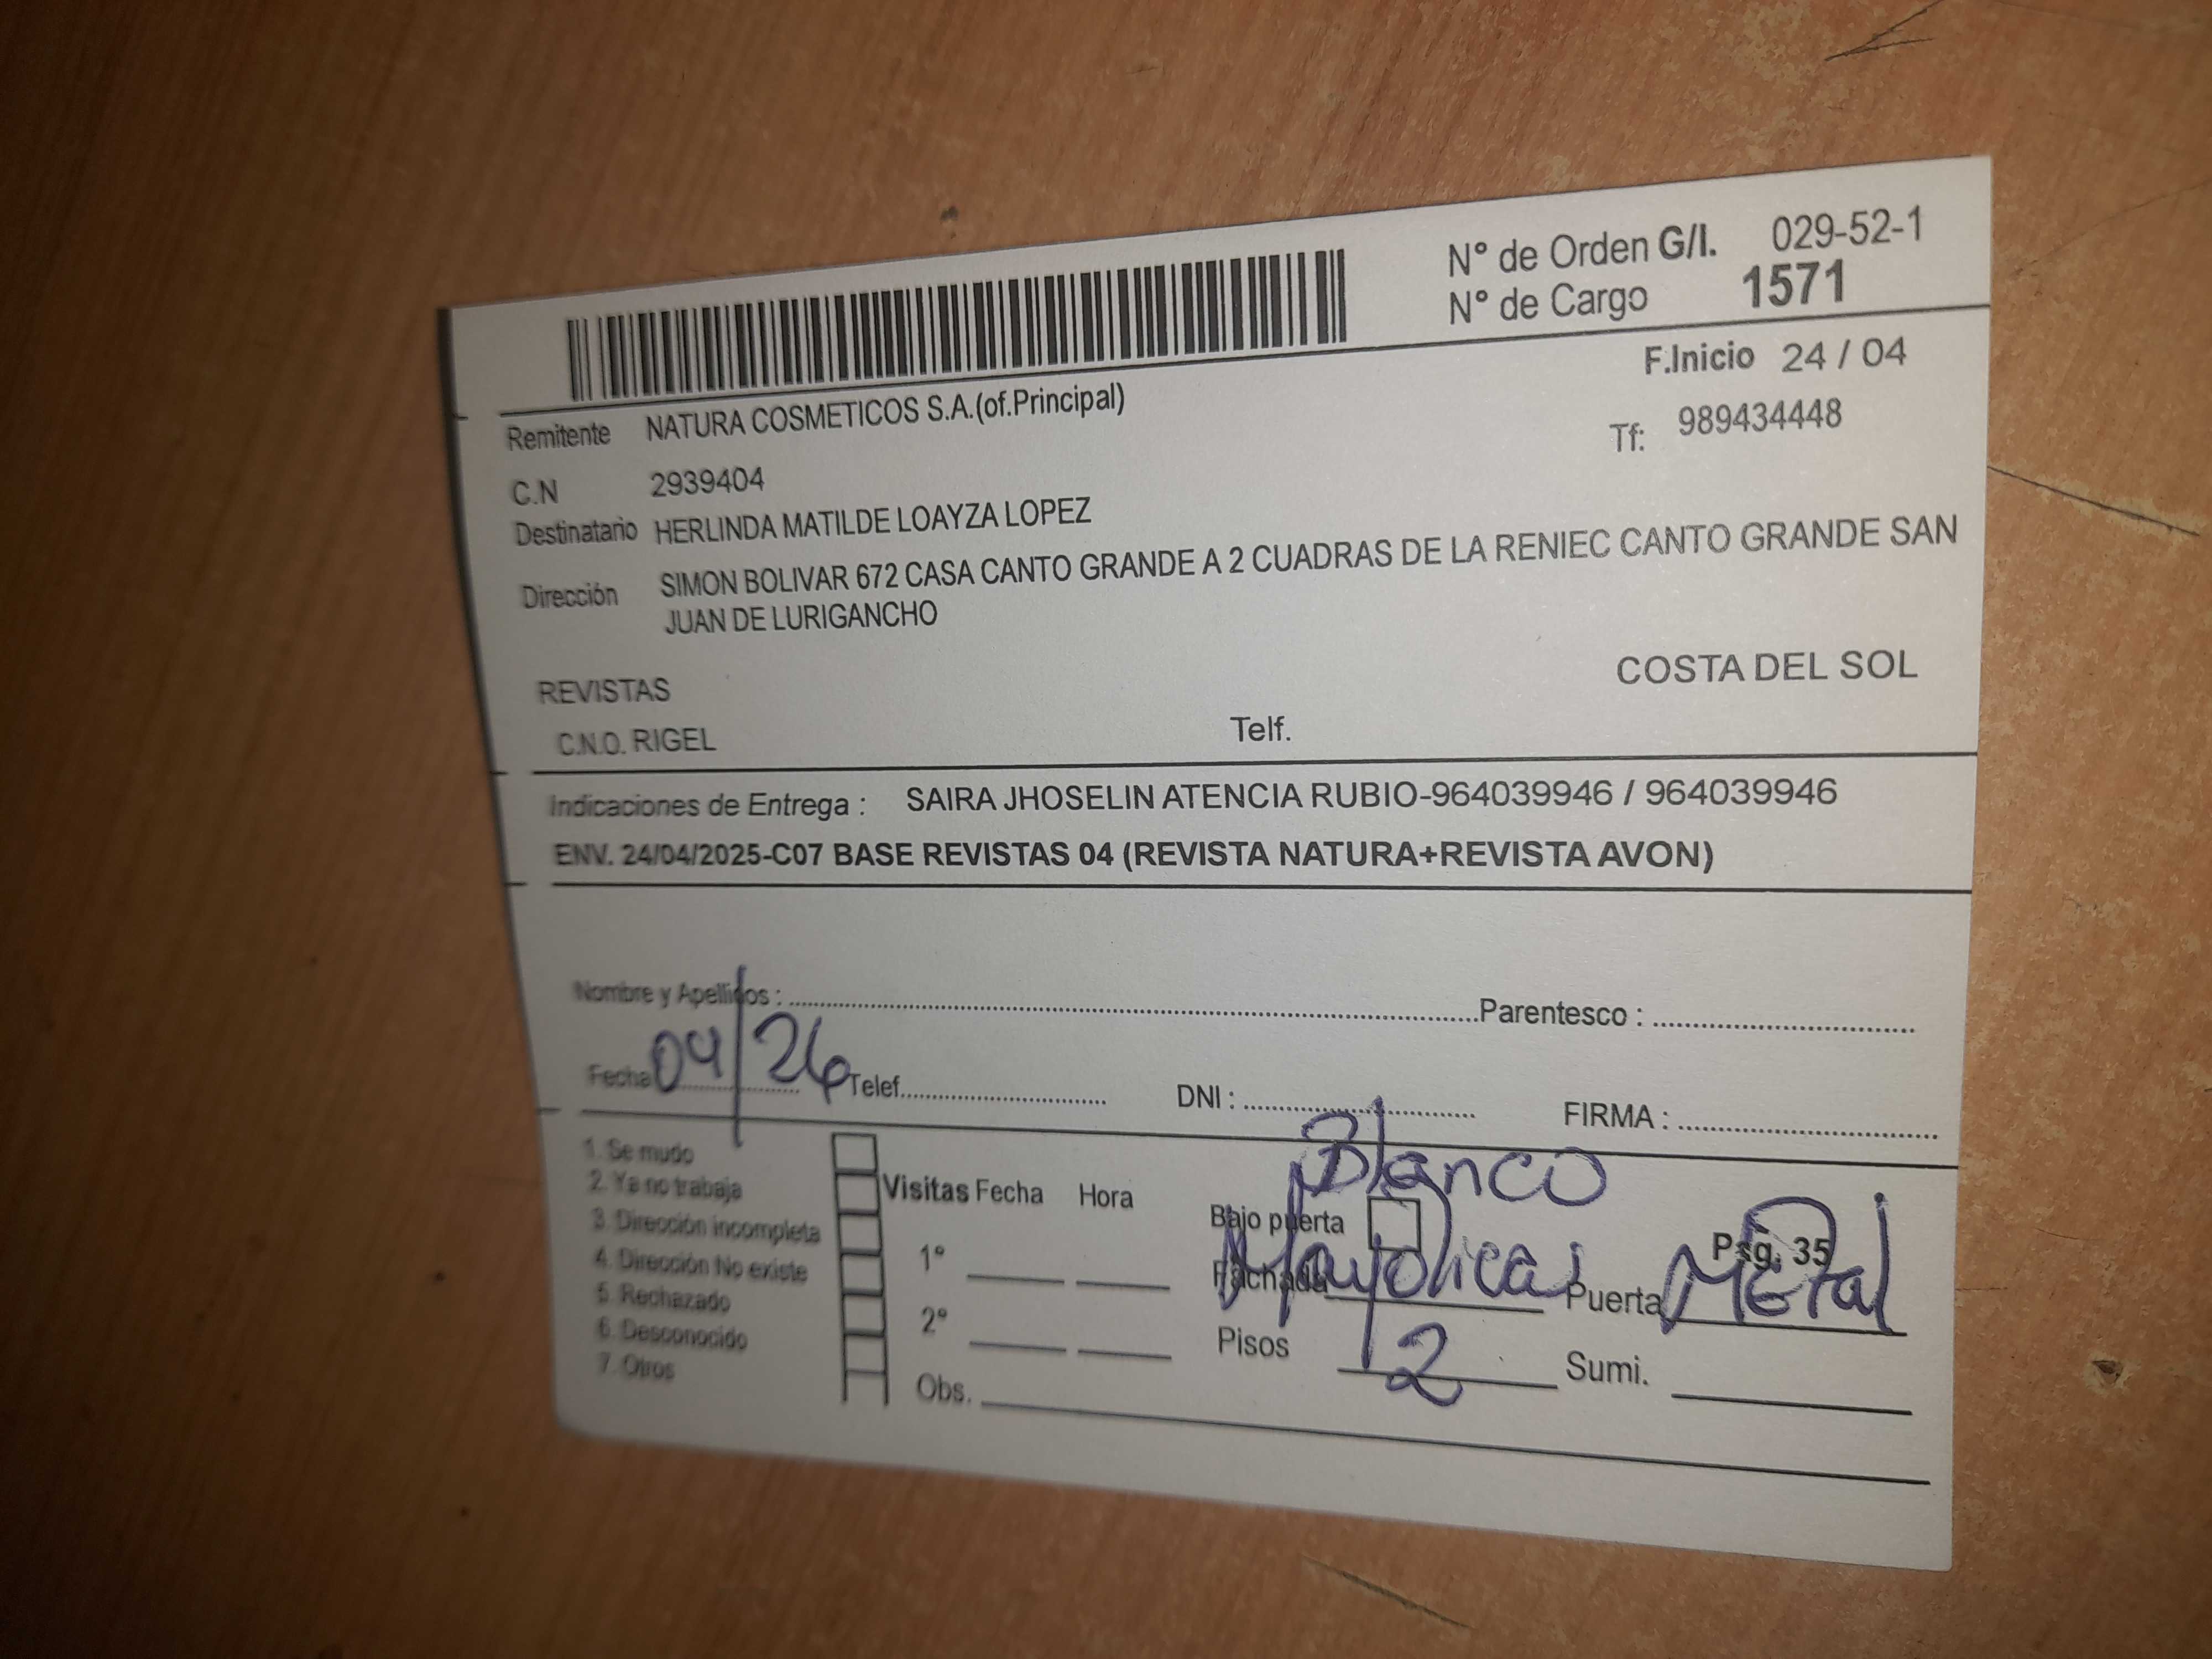 N° de Orden G/I. 029-52-1
N° de Cargo 1571
F.Inicio 24 / 04
Remitente NATURA COSMETICOS S.A.(of.Principal)
Tf: 989434448
C.N 2939404
Destinatario HERLINDA MATILDE LOAYZA LOPEZ
Dirección SIMON BOLIVAR 672 CASA CANTO GRANDE A 2 CUADRAS DE LA RENIEC CANTO GRANDE SAN
JUAN DE LURIGANCHO
REVISTAS COSTA DEL SOL
C.N.O. RIGEL Telf.
Indicaciones de Entrega : SAIRA JHOSELIN ATENCIA RUBIO-964039946 / 964039946
ENV. 24/04/2025-C07 BASE REVISTAS 04 (REVISTA NATURA+REVISTA AVON)
Nombre y Apellidos : Parentesco :
Fecha 04/26 Telef. DNI : FIRMA :
1. Se mudo
2. Ya no trabaja
3. Dirección incompleta
4. Dirección No existe
5. Rechazado
6. Desconocido
7. Otros
Visitas Fecha Hora
1°
2°
Obs.
Blanco
Bajo puerta Psg. 35
Fachada Mayolicas Puerta Metal
Pisos 2 Sumi.